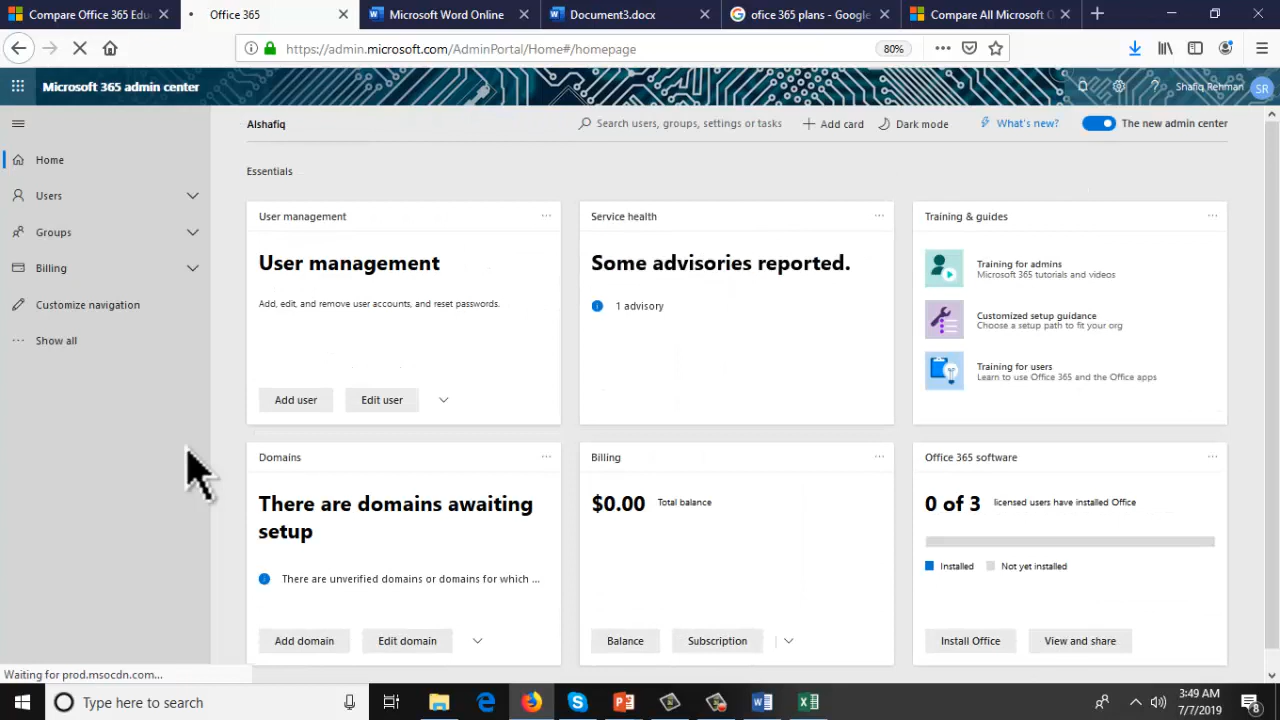 Compare Office 365 Edu
Office 365
Microsoft Word Online
Document3.docx
ofice 365 plans - Google
Compare All Microsoft O
https://admin.microsoft.com/AdminPortal/Home#/homepage
80%
Microsoft 365 admin center
Shafiq Rehman
SR
Alshafiq
Search users, groups, settings or tasks
Add card
Dark mode
What's new?
The new admin center
Home
Users
Groups
Billing
Customize navigation
Show all
Essentials
User management
User management
Add, edit, and remove user accounts, and reset passwords.
Add user
Edit user
Service health
Some advisories reported.
1 advisory
Training & guides
Training for admins
Microsoft 365 tutorials and videos
Customized setup guidance
Choose a setup path to fit your org
Training for users
Learn to use Office 365 and the Office apps
Domains
There are domains awaiting
setup
There are unverified domains or domains for which ...
Add domain
Edit domain
Billing
$0.00 Total balance
Balance
Subscription
Office 365 software
0 of 3 licensed users have installed Office
Installed
Not yet installed
Install Office
View and share
Waiting for prod.msocdn.com...
Type here to search
3:49 AM
7/7/2019
8